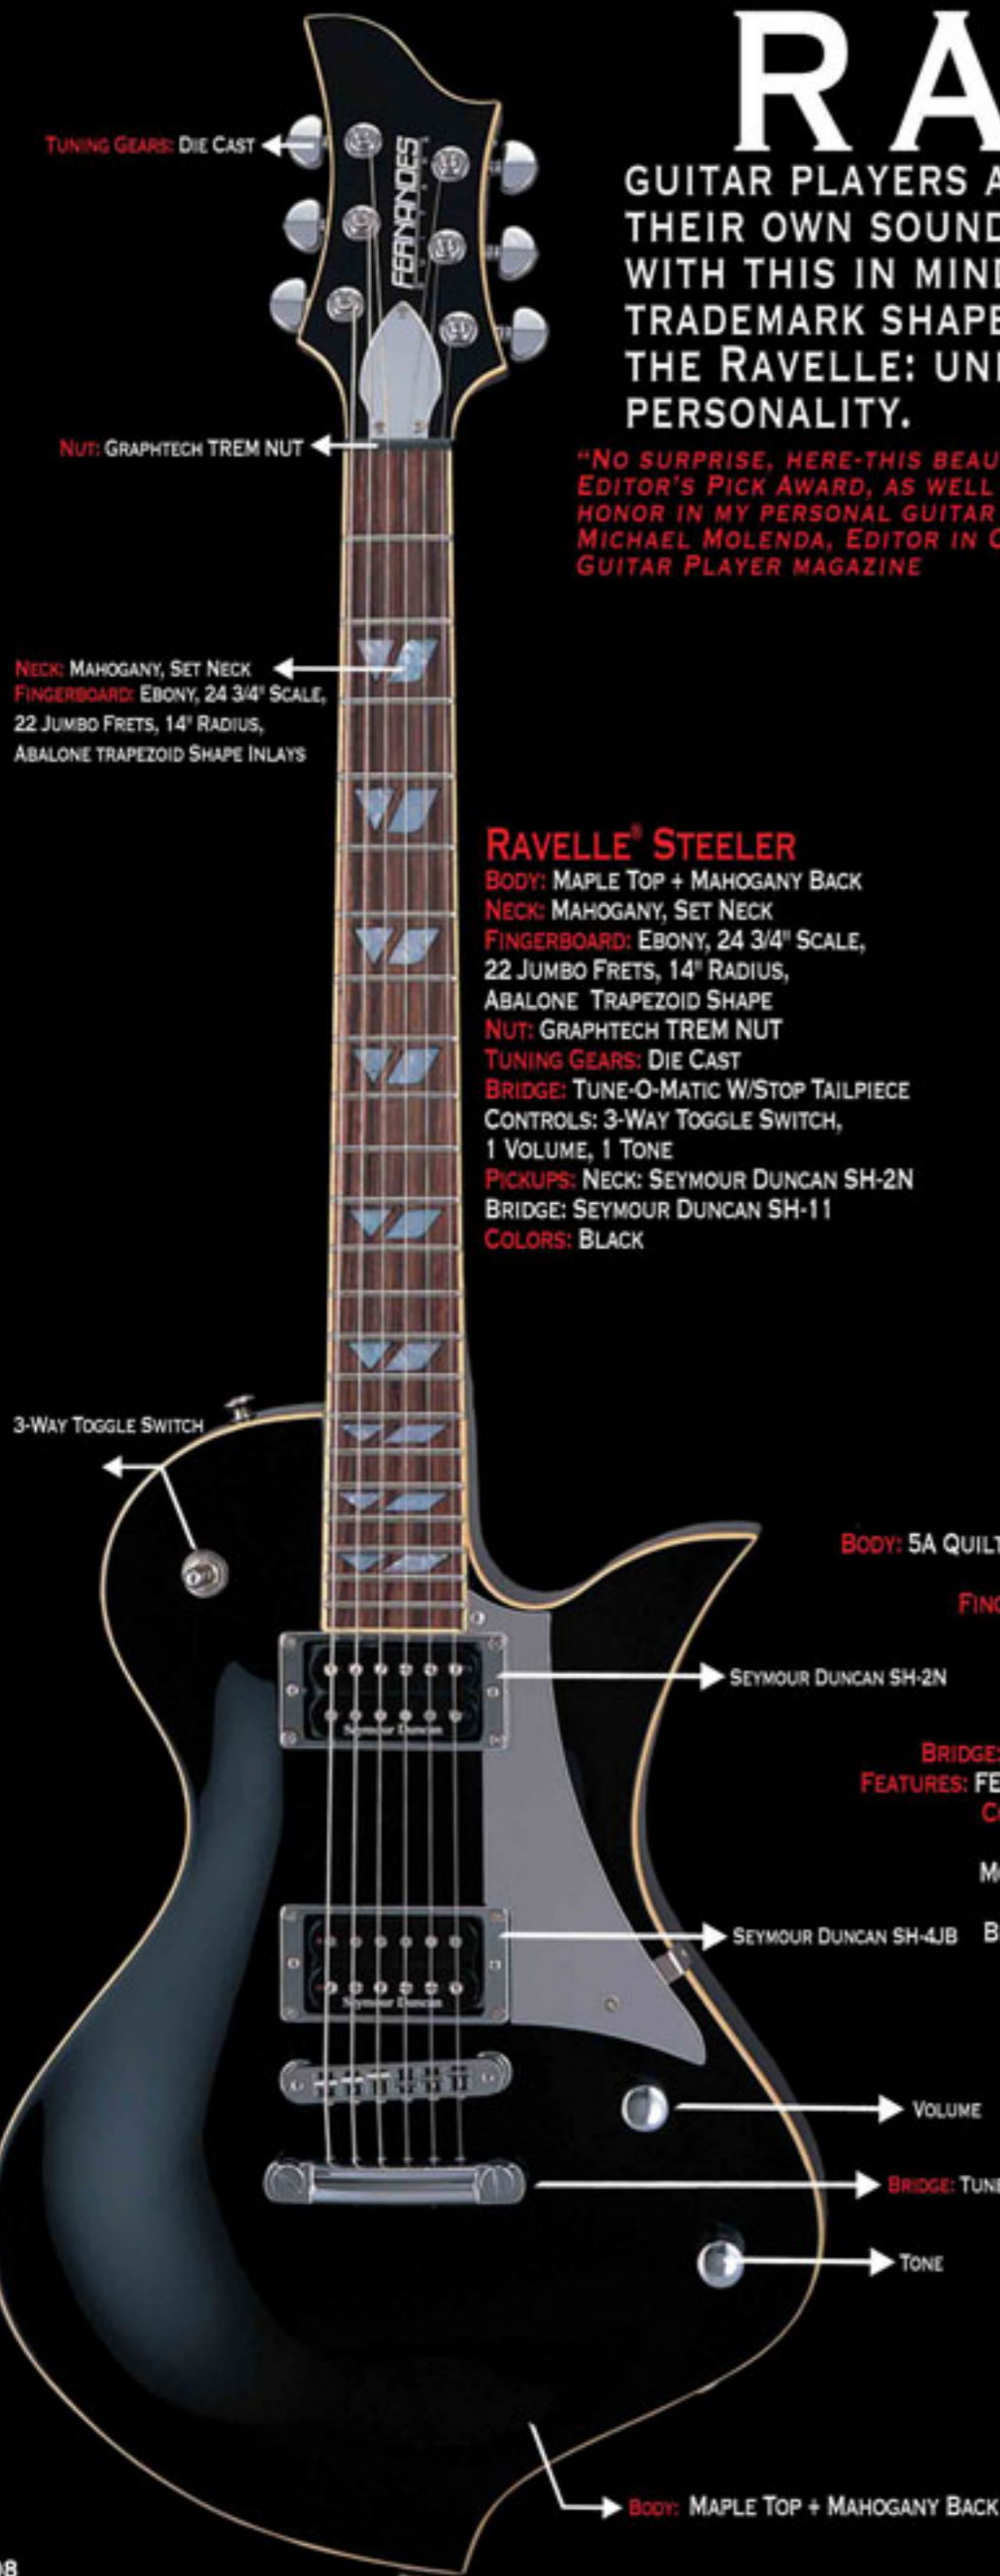 RA
GUITAR PLAYERS A
THEIR OWN SOUND
WITH THIS IN MIND
TRADEMARK SHAPE
THE RAVELLE: UNI
PERSONALITY.
"NO SURPRISE, HERE-THIS BEAU
EDITOR'S PICK AWARD, AS WELL
HONOR IN MY PERSONAL GUITAR
MICHAEL MOLENDA, EDITOR IN C
GUITAR PLAYER MAGAZINE
TUNING GEARS: DIE CAST
FERNANDES
NUT: GRAPHTECH TREM NUT
NECK: MAHOGANY, SET NECK
FINGERBOARD: EBONY, 24 3/4" SCALE,
22 JUMBO FRETS, 14" RADIUS,
ABALONE TRAPEZOID SHAPE INLAYS
RAVELLE® STEELER
BODY: MAPLE TOP + MAHOGANY BACK
NECK: MAHOGANY, SET NECK
FINGERBOARD: EBONY, 24 3/4" SCALE,
22 JUMBO FRETS, 14" RADIUS,
ABALONE TRAPEZOID SHAPE
NUT: GRAPHTECH TREM NUT
TUNING GEARS: DIE CAST
BRIDGE: TUNE-O-MATIC W/STOP TAILPIECE
CONTROLS: 3-WAY TOGGLE SWITCH,
1 VOLUME, 1 TONE
PICKUPS: NECK: SEYMOUR DUNCAN SH-2N
BRIDGE: SEYMOUR DUNCAN SH-11
COLORS: BLACK
3-WAY TOGGLE SWITCH
BODY: 5A QUILT
FING
SEYMOUR DUNCAN SH-2N
Seymour Duncan
BRIDGE:
FEATURES: FE
CO
MO
SEYMOUR DUNCAN SH-4JB
B
Seymour Duncan
VOLUME
BRIDGE: TUNE
TONE
BODY: MAPLE TOP + MAHOGANY BACK
08